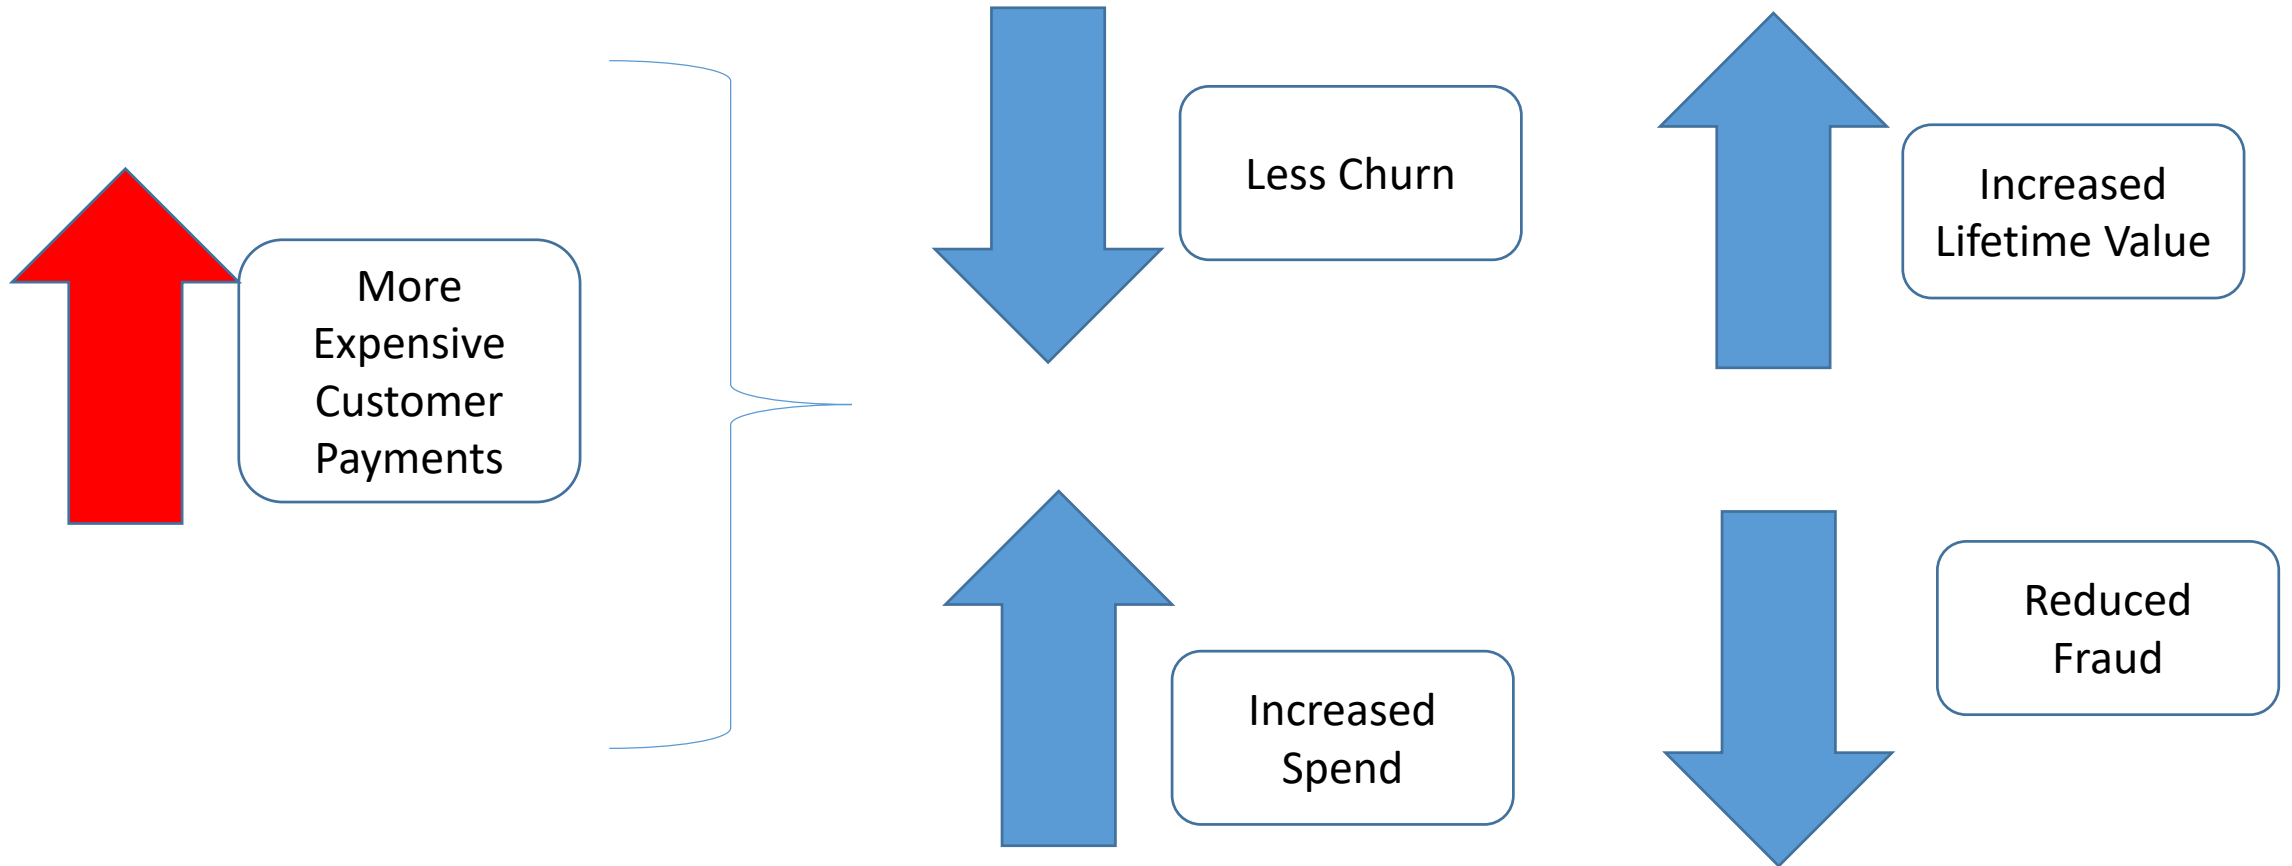 More
Expensive
Customer
Payments
Less Churn
Increased
Lifetime Value
Increased
Spend
Reduced
Fraud